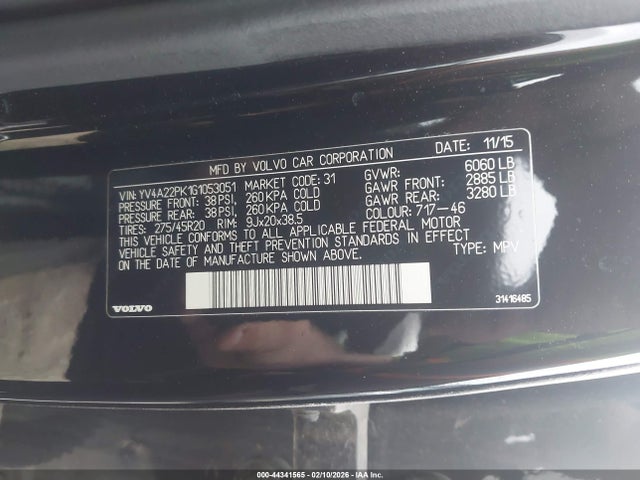 MFD BY VOLVO CAR CORPORATION DATE: 11/15
VIN: YV4A22PK161053051 MARKET CODE: 31 GVWR: 6060 LB
PRESSURE FRONT: 38PSI, 260KPA COLD GAWR FRONT: 2885 LB
PRESSURE REAR: 38PSI, 260KPA COLD GAWR REAR: 3280 LB
TIRES: 275/45R20 RIM: 9Jx20x38.5 COLOUR: 717-46
THIS VEHICLE CONFORMS TO ALL APPLICABLE FEDERAL MOTOR
VEHICLE SAFETY AND THEFT PREVENTION STANDARDS IN EFFECT
ON THE DATE OF MANUFACTURE SHOWN ABOVE. TYPE: MPV
VOLVO 31416485
000-44341565 — 02/10/2026 — IAA Inc.